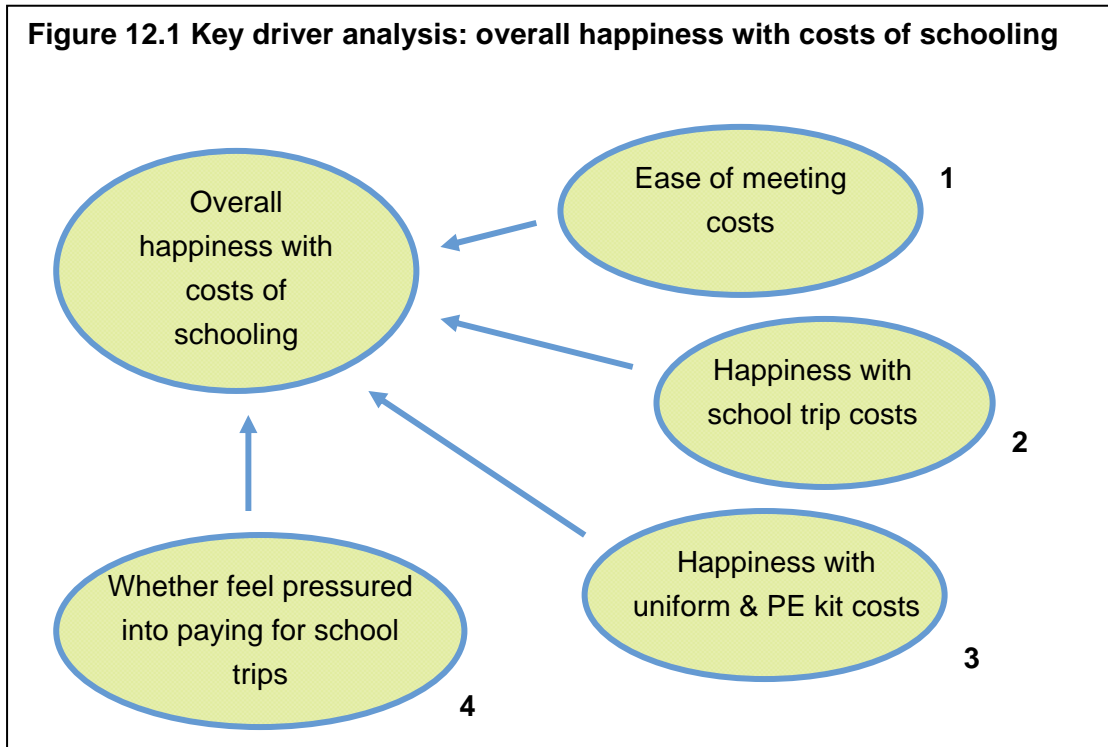 Figure 12.1 Key driver analysis: overall happiness with costs of schooling
Overall
happiness with
costs of
schooling
Ease of meeting
costs
1
Happiness with
school trip costs
2
Happiness with
uniform & PE kit costs
3
Whether feel pressured
into paying for school
trips
4